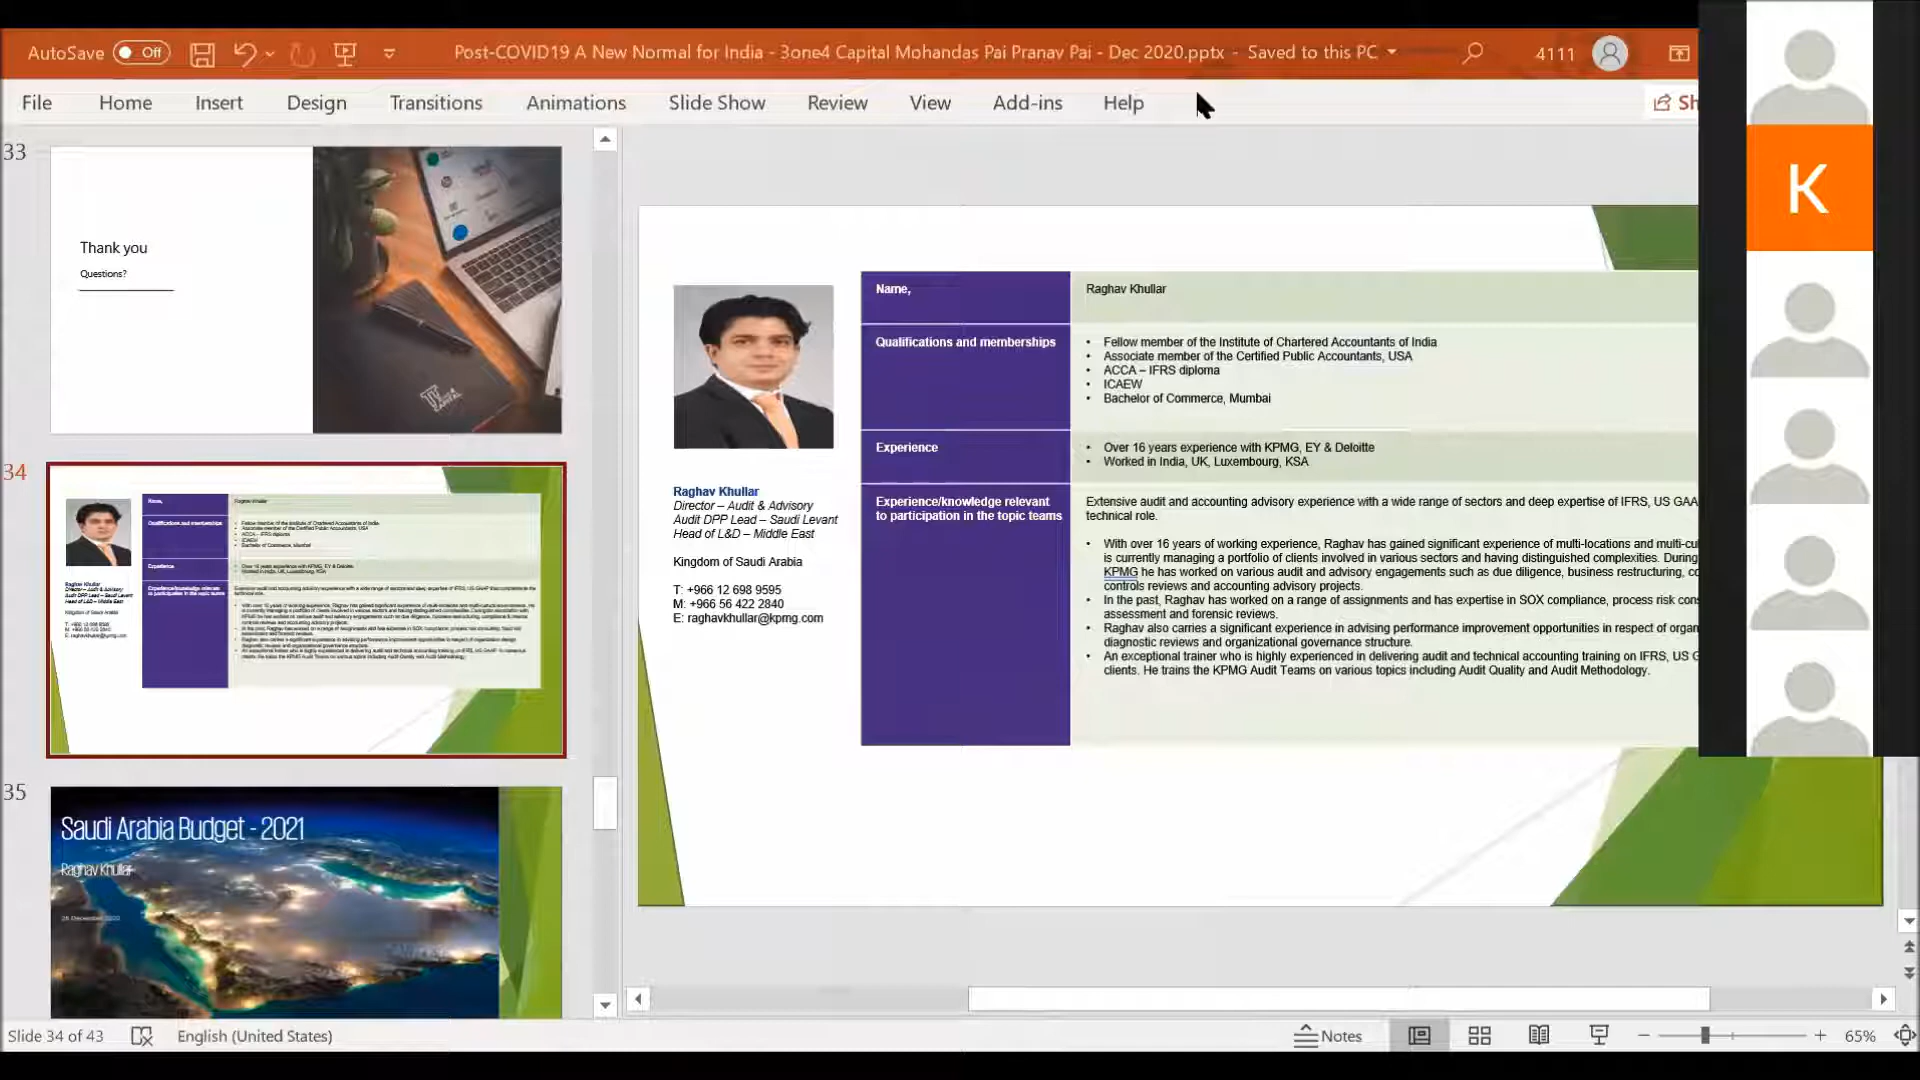 AutoSave Off
Post-COVID19 A New Normal for India - 3one4 Capital Mohandas Pai Pranav Pai - Dec 2020.pptx - Saved to this PC
4111
File Home Insert Design Transitions Animations Slide Show Review View Add-ins Help Sh
33
Thank you
Questions?
34
35
Saudi Arabia Budget - 2021
Raghav Khullar
K
Raghav Khullar
Director – Audit & Advisory
Audit DPP Lead – Saudi Levant
Head of L&D – Middle East
Kingdom of Saudi Arabia
T: +966 12 698 9595
M: +966 56 422 2840
E: raghavkhullar@kpmg.com
Name,
Raghav Khullar
Qualifications and memberships
• Fellow member of the Institute of Chartered Accountants of India
• Associate member of the Certified Public Accountants, USA
• ACCA – IFRS diploma
• ICAEW
• Bachelor of Commerce, Mumbai
Experience
• Over 16 years experience with KPMG, EY & Deloitte
• Worked in India, UK, Luxembourg, KSA
Experience/knowledge relevant
to participation in the topic teams
Extensive audit and accounting advisory experience with a wide range of sectors and deep expertise of IFRS, US GAA
technical role.
• With over 16 years of working experience, Raghav has gained significant experience of multi-locations and multi-cul
is currently managing a portfolio of clients involved in various sectors and having distinguished complexities. During
KPMG he has worked on various audit and advisory engagements such as due diligence, business restructuring, co
controls reviews and accounting advisory projects.
• In the past, Raghav has worked on a range of assignments and has expertise in SOX compliance, process risk cons
assessment and forensic reviews.
• Raghav also carries a significant experience in advising performance improvement opportunities in respect of organ
diagnostic reviews and organizational governance structure.
• An exceptional trainer who is highly experienced in delivering audit and technical accounting training on IFRS, US G
clients. He trains the KPMG Audit Teams on various topics including Audit Quality and Audit Methodology.
Slide 34 of 43
English (United States)
Notes
65%